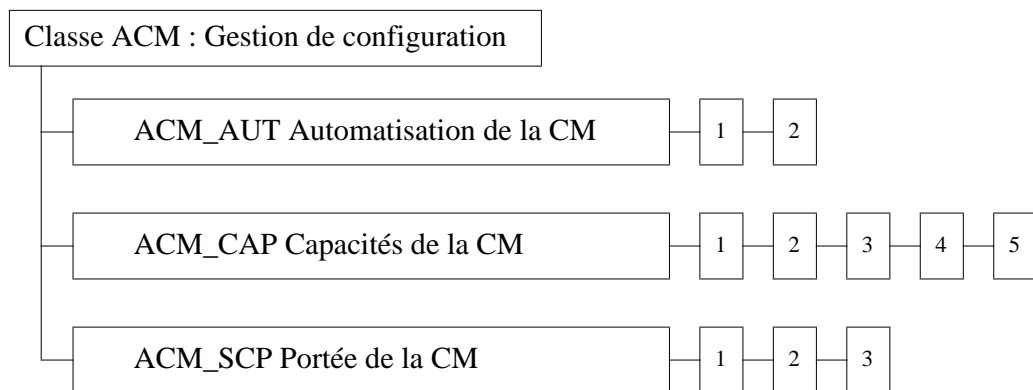 Classe ACM : Gestion de configuration
ACM_AUT Automatisation de la CM 1 2
ACM_CAP Capacités de la CM 1 2 3 4 5
ACM_SCP Portée de la CM 1 2 3